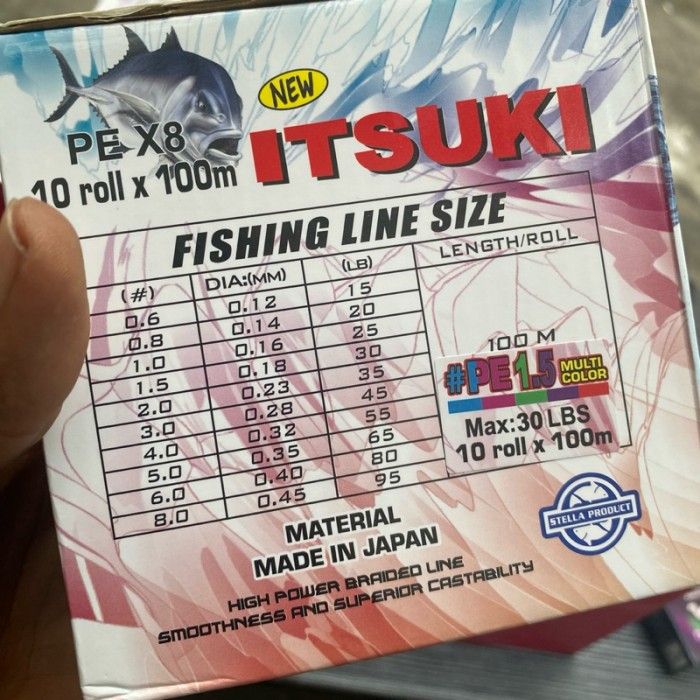 NEW
PE X8
ITSUKI
10 roll x 100m
FISHING LINE SIZE
(#) DIA:(MM) (LB) LENGTH/ROLL
0.6 0.12 15
0.8 0.14 20
1.0 0.16 25 100 M
1.5 0.18 30
2.0 0.23 35
3.0 0.28 45
4.0 0.32 55
5.0 0.35 65
6.0 0.40 80
8.0 0.45 95
#PE1.5 MULTI
COLOR
Max:30 LBS
10 roll x 100m
STELLA PRODUCT
MATERIAL
MADE IN JAPAN
HIGH POWER BRAIDED LINE
SMOOTHNESS AND SUPERIOR CASTABILITY